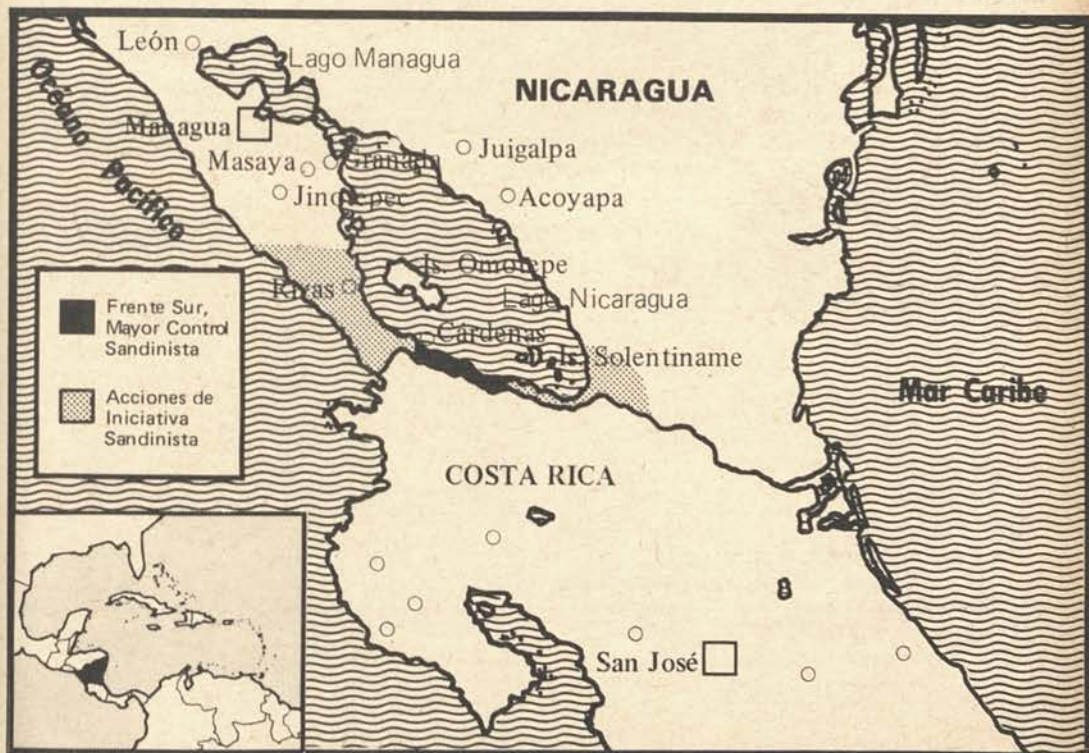 León
Lago Managua
NICARAGUA
Océano Pacífico
Managua
Masaya
Granada
Juigalpa
Jinotepec
Acoyapa
Is. Omotepe
Rivas
Lago Nicaragua
Frente Sur,
Mayor Control
Sandinista
Cárdenas
Is. Solentiname
Acciones de
Iniciativa
Sandinista
Mar Caribe
COSTA RICA
San José